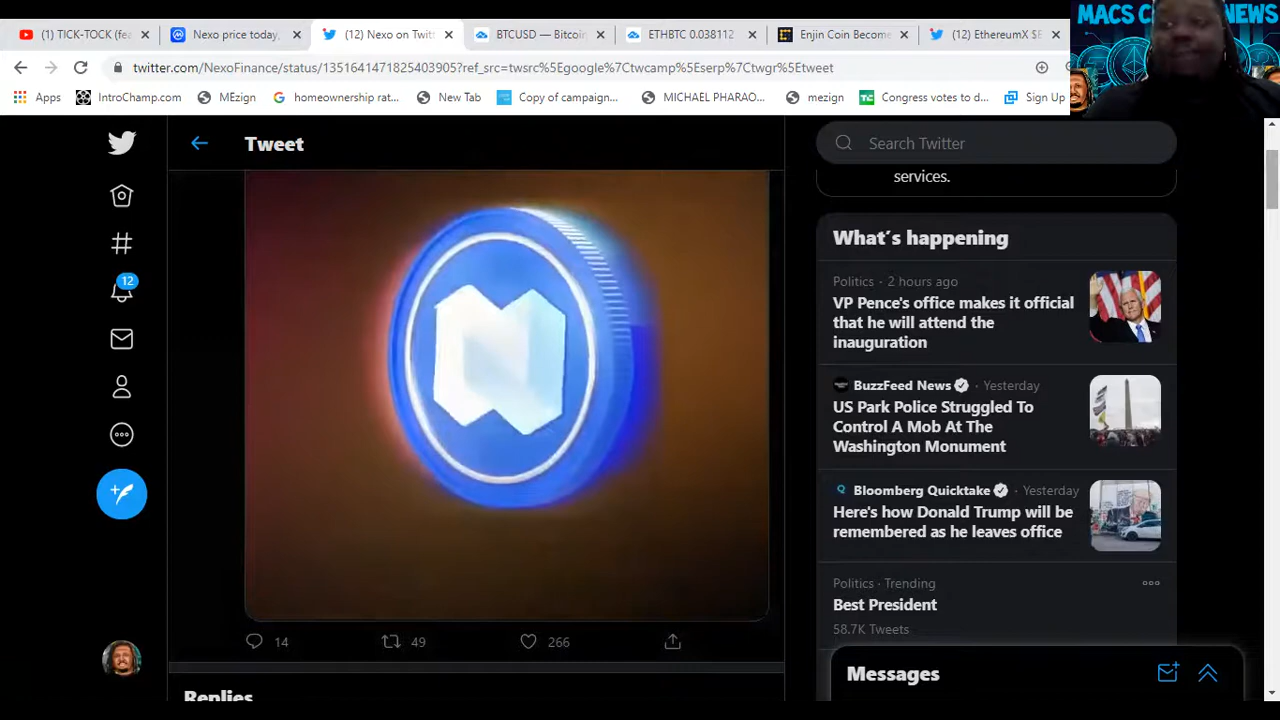 MACS C NEWS
(1) TICK-TOCK (fea
Nexo price today,
(12) Nexo on Twitt
BTCUSD — Bitcoin
ETHBTC 0.038112
Enjin Coin Become
(12) EthereumX $E
twitter.com/NexoFinance/status/1351641471825403905?ref_src=twsrc%5Egoogle%7Ctwcamp%5Eserp%7Ctwgr%5Etweet
Apps
IntroChamp.com
MEzign
homeownership rat...
New Tab
Copy of campaign...
MICHAEL PHARAO...
mezign
Congress votes to d...
Sign Up
Tweet
Search Twitter
services.
What's happening
Politics · 2 hours ago
VP Pence's office makes it official
that he will attend the
inauguration
BuzzFeed News · Yesterday
US Park Police Struggled To
Control A Mob At The
Washington Monument
Bloomberg Quicktake · Yesterday
Here's how Donald Trump will be
remembered as he leaves office
Politics · Trending
Best President
58.7K Tweets
12
14
49
266
Replies
Messages